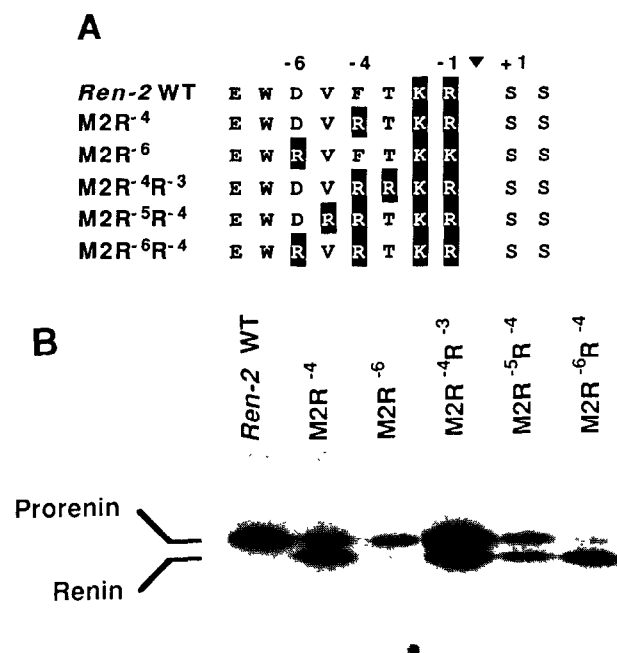 A
-6 -4 -1 ▼ +1
Ren-2 WT E W D V F T K R S S
M2R-4 E W D V R T K R S S
M2R-6 E W R V F T K K S S
M2R-4R-3 E W D V R R K R S S
M2R-5R-4 E W D R R T K R S S
M2R-6R-4 E W R V R T K R S S
B
Ren-2 WT
M2R-4
M2R-6
M2R-4R-3
M2R-5R-4
M2R-6R-4
Prorenin
Renin